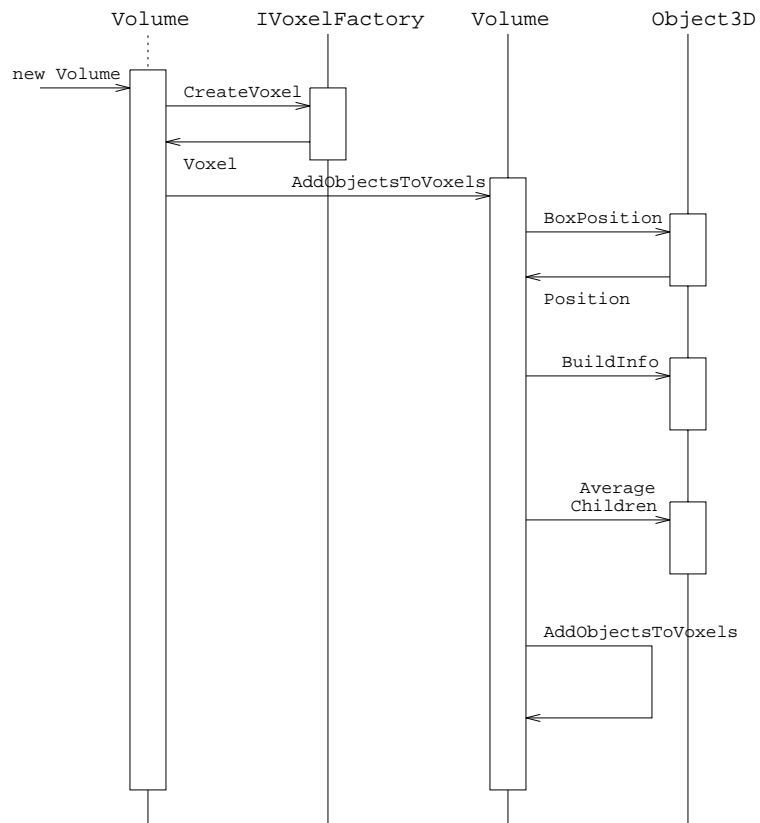 Volume IVoxelFactory Volume Object3D
new Volume
CreateVoxel
Voxel
AddObjectsToVoxels
BoxPosition
Position
BuildInfo
Average
Children
AddObjectsToVoxels